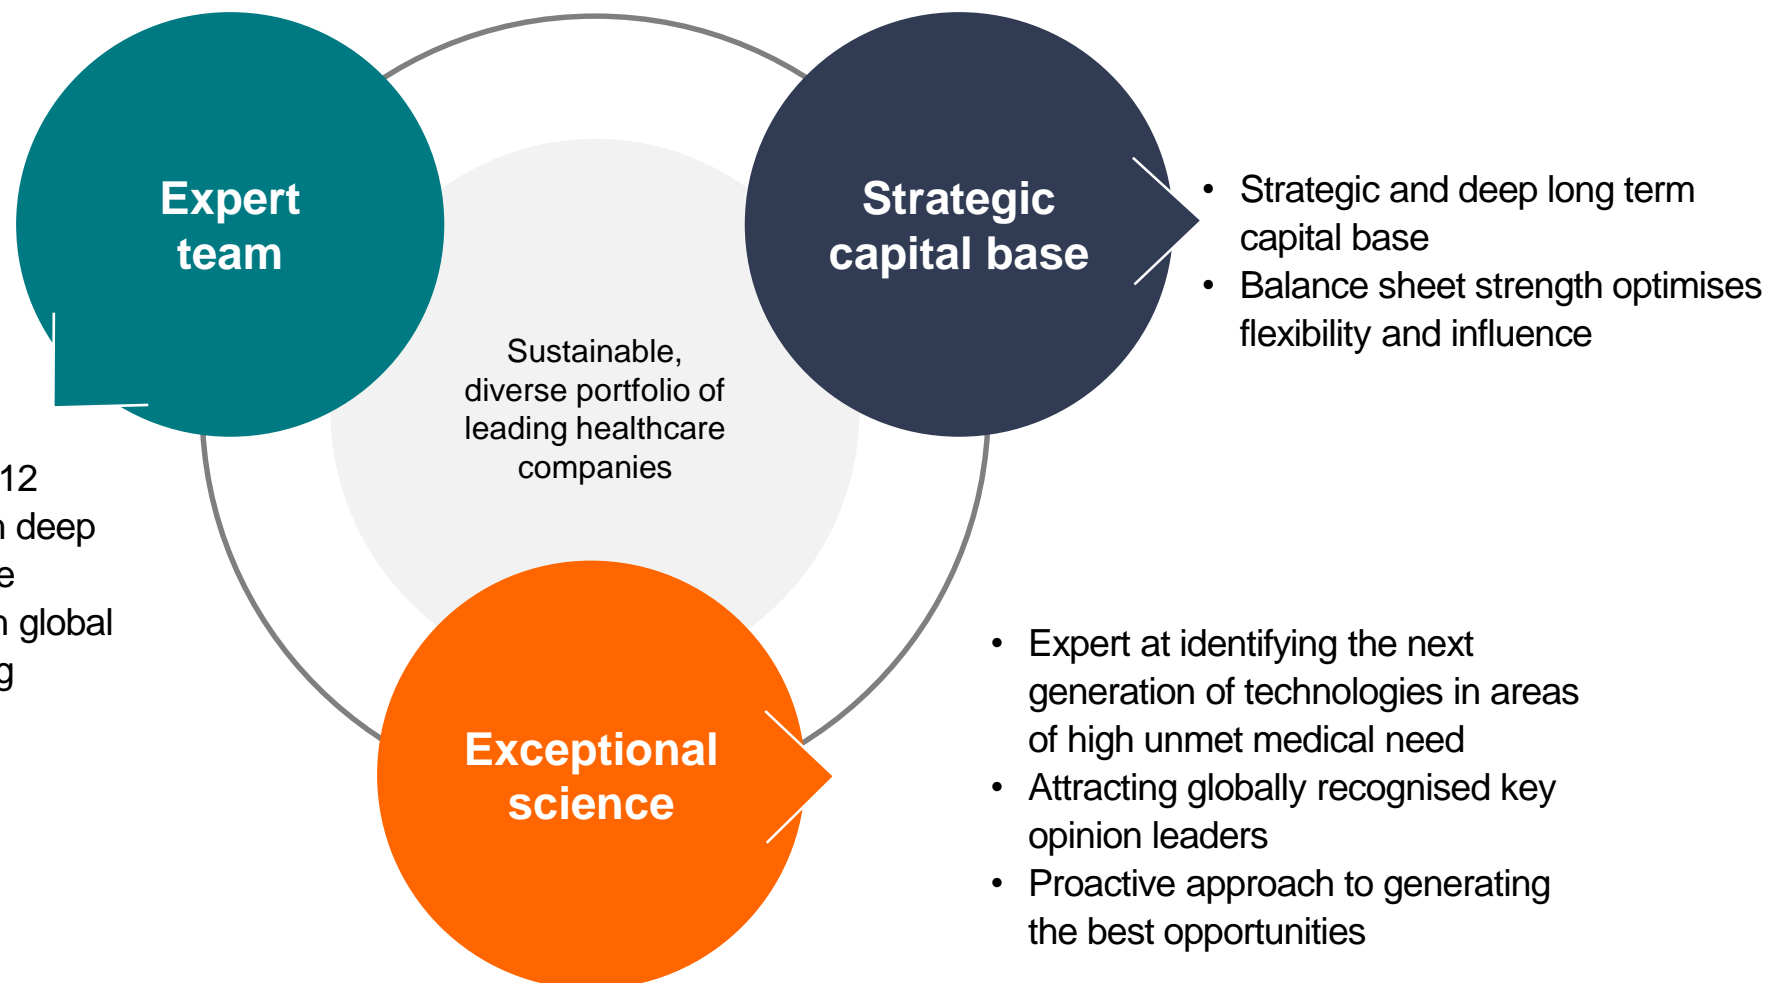 Expert
team
Strategic
capital base
• Strategic and deep long term
capital base
• Balance sheet strength optimises
flexibility and influence
Sustainable,
diverse portfolio of
leading healthcare
companies
12
deep
global
Exceptional
science
• Expert at identifying the next
generation of technologies in areas
of high unmet medical need
• Attracting globally recognised key
opinion leaders
• Proactive approach to generating
the best opportunities